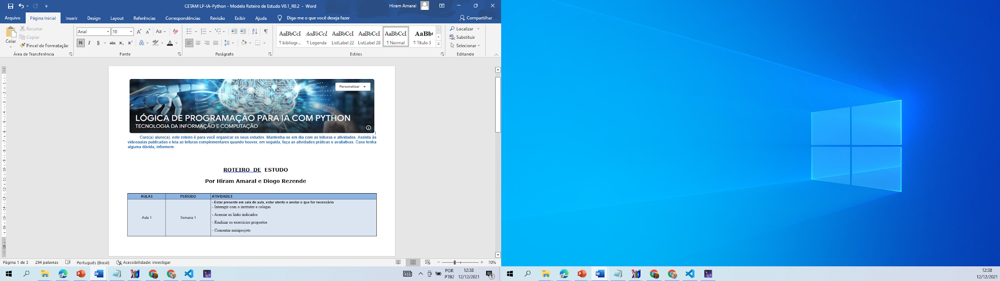 CETAM LP-IA-Python - Modelo Roteiro de Estudo V0.1_R0.2 - Word
Hiram Amaral
Arquivo Página Inicial Inserir Design Layout Referências Correspondências Revisão Exibir Ajuda Diga-me o que você deseja fazer Compartilhar
Colar
Recortar
Copiar
Pincel de Formatação
Área de Transferência
Arial 10
Aa
N I S abc x₂ x² A ab A
Fonte
Parágrafo
AaBbCcI AaBbCcL AaBbCcI AaBbCcI AaBbCcI AaBb(
¶ bibliogr... ¶ Legenda ListLabel 22 ListLabel 28 ¶ Normal ¶ Título 3
Estilos
Localizar
Substituir
Selecionar
Editando
Personalizar
LÓGICA DE PROGRAMAÇÃO PARA IA COM PYTHON
TECNOLOGIA DA INFORMAÇÃO E COMPUTAÇÃO
Caro(a) aluno(a), este roteiro é para você organizar os seus estudos. Mantenha-se em dia com as leituras e atividades. Assista às
videoaulas publicadas e leia as leituras complementares quando houver, em seguida, faça as atividades práticas e avaliativas. Caso tenha
alguma dúvida, informem.
ROTEIRO DE ESTUDO
Por Hiram Amaral e Diogo Rezende
AULAS PERÍODO ATIVIDADES
Aula 1
Semana 1
- Estar presente em sala de aula, estar atento e anotar o que for necessário
- Interagir com o instrutor e colegas
- Acessar os links indicados
- Realizar os exercícios propostos
- Comentar miniprojeto
Página 1 de 3 294 palavras Português (Brasil) Acessibilidade: investigar 70%
POR
PTB2
12:38
12/12/2021
1
12:38
12/12/2021